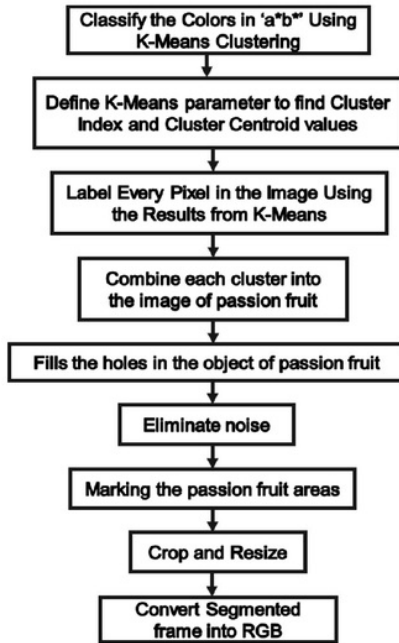 Classify the Colors in ‘a*b*’ Using
K-Means Clustering
Define K-Means parameter to find Cluster
Index and Cluster Centroid values
Label Every Pixel in the Image Using
the Results from K-Means
Combine each cluster into
the image of passion fruit
Fills the holes in the object of passion fruit
Eliminate noise
Marking the passion fruit areas
Crop and Resize
Convert Segmented
frame into RGB